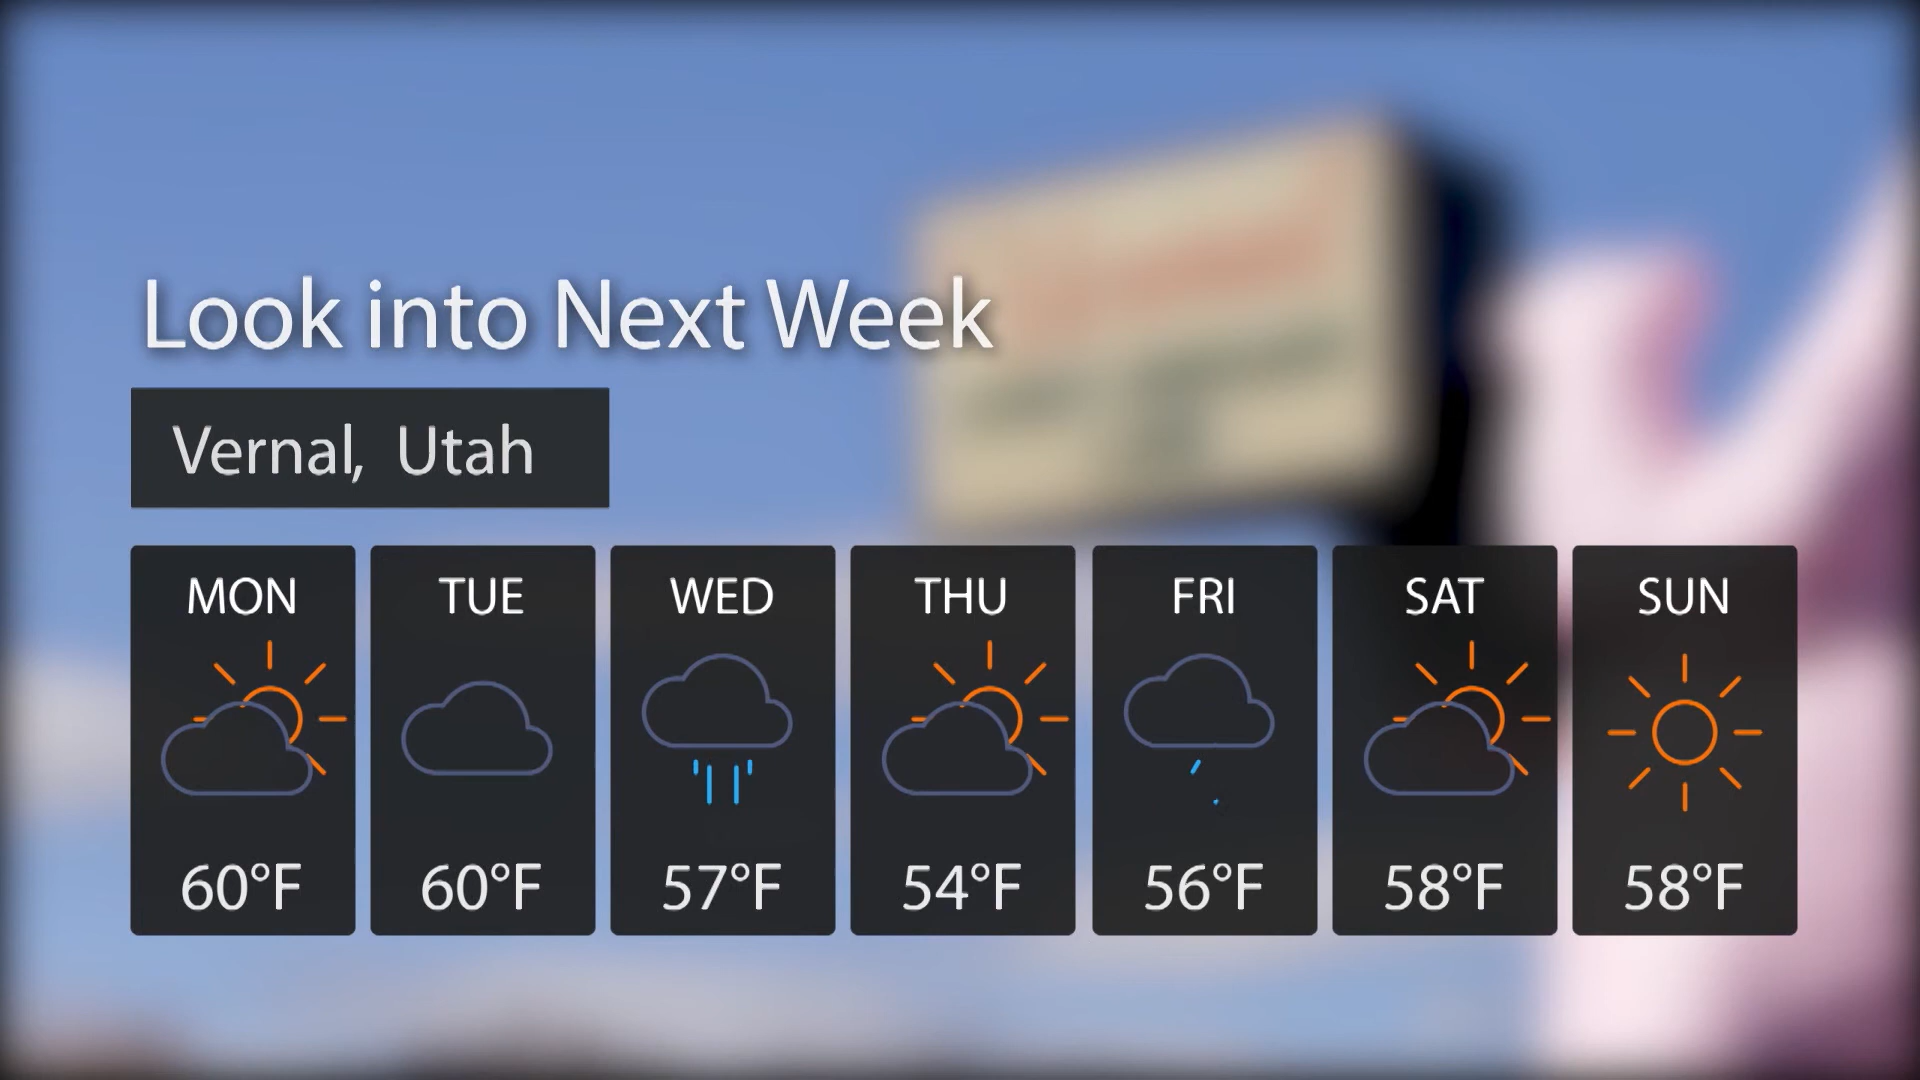 Look into Next Week
Vernal, Utah
MON TUE WED THU FRI SAT SUN
60°F 60°F 57°F 54°F 56°F 58°F 58°F